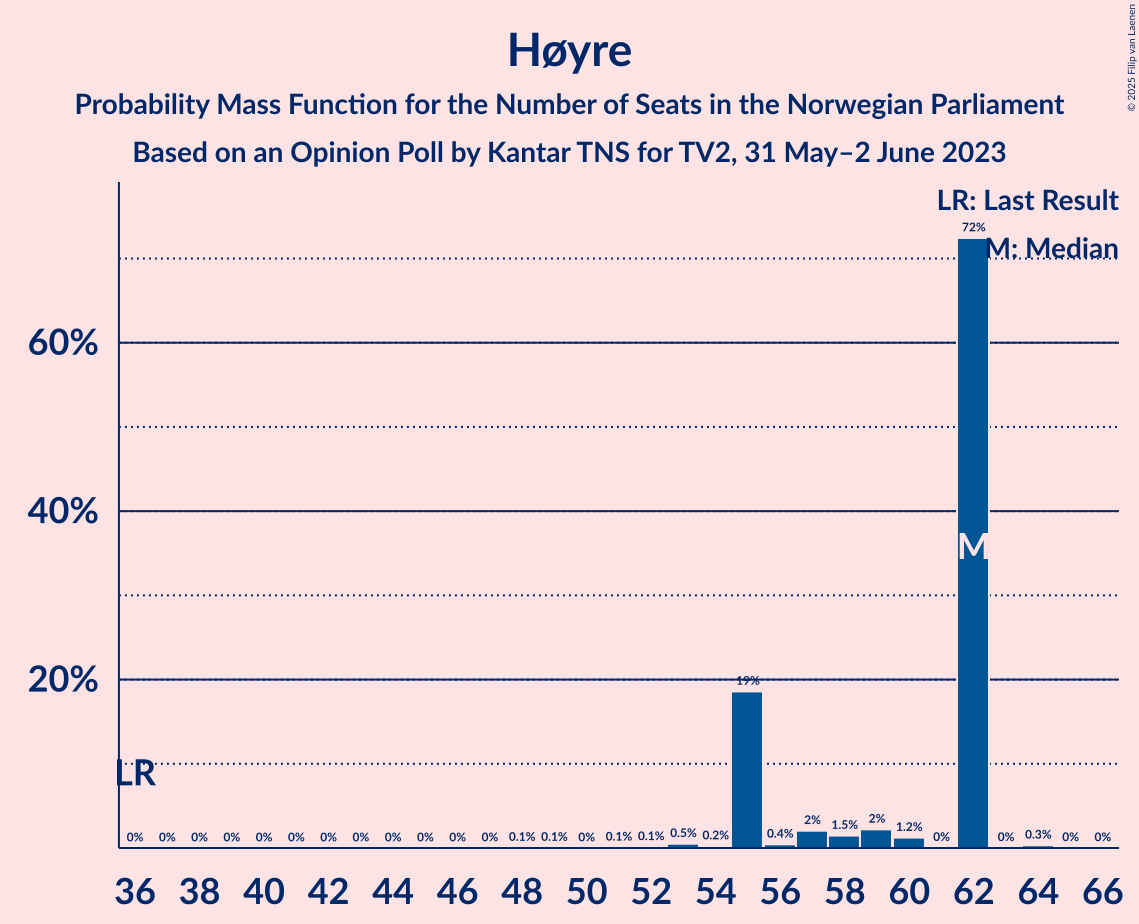 Høyre
Probability Mass Function for the Number of Seats in the Norwegian Parliament
Based on an Opinion Poll by Kantar TNS for TV2, 31 May–2 June 2023
© 2025 Filip van Laenen
LR: Last Result
M: Median
72%
60%
40%
M
20%
19%
LR
0% 0% 0% 0% 0% 0% 0% 0% 0% 0% 0% 0% 0.1% 0.1% 0% 0.1% 0.1% 0.5% 0.2% 0.4% 2% 1.5% 2% 1.2% 0% 0% 0.3% 0% 0%
36 38 40 42 44 46 48 50 52 54 56 58 60 62 64 66